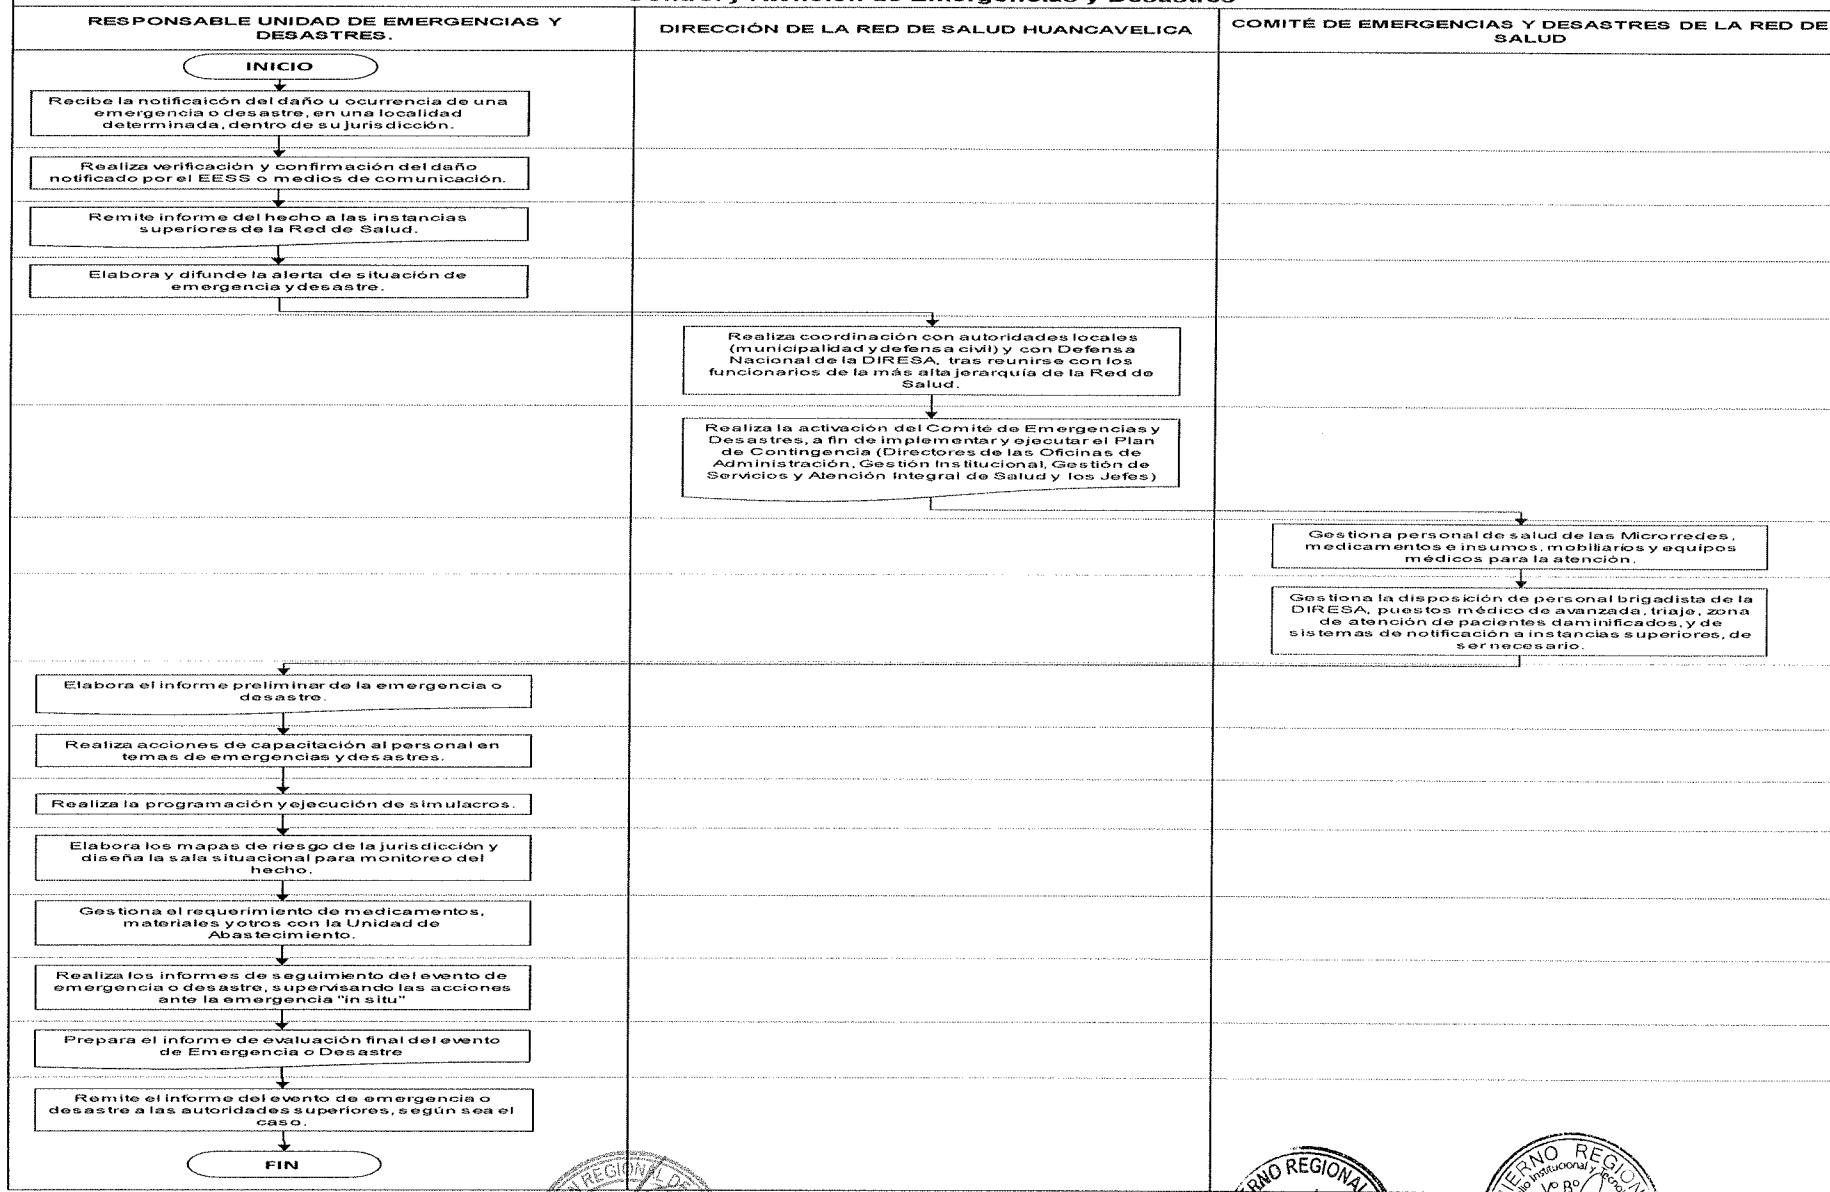 Control y Atención de Emergencias y Desastres
RESPONSABLE UNIDAD DE EMERGENCIAS Y
DESASTRES.
DIRECCIÓN DE LA RED DE SALUD HUANCAVELICA
COMITÉ DE EMERGENCIAS Y DESASTRES DE LA RED DE
SALUD
INICIO
Recibe la notificaicón del daño u ocurrencia de una
emergencia o desastre, en una localidad
determinada, dentro de su jurisdicción.
Realiza verificación y confirmación del daño
notificado por el EESS o medios de comunicación.
Remite informe del hecho a las instancias
superiores de la Red de Salud.
Elabora y difunde la alerta de situación de
emergencia y desastre.
Realiza coordinación con autoridades locales
(municipalidad y defensa civil) y con Defensa
Nacional de la DIRESA, tras reunirse con los
funcionarios de la más alta jerarquía de la Red de
Salud.
Realiza la activación del Comité de Emergencias y
Desastres, a fin de implementar y ejecutar el Plan
de Contingencia (Directores de las Oficinas de
Administración, Gestión Institucional, Gestión de
Servicios y Atención Integral de Salud y los Jefes)
Gestiona personal de salud de las Microrredes,
medicamentos e insumos, mobiliarios y equipos
médicos para la atención.
Gestiona la disposición de personal brigadista de la
DIRESA, puestos médico de avanzada, triaje, zona
de atención de pacientes daminificados, y de
sistemas de notificación a instancias superiores, de
ser necesario.
Elabora el informe preliminar de la emergencia o
desastre.
Realiza acciones de capacitación al personal en
temas de emergencias y desastres.
Realiza la programación y ejecución de simulacros.
Elabora los mapas de riesgo de la jurisdicción y
diseña la sala situacional para monitoreo del
hecho.
Gestiona el requerimiento de medicamentos,
materiales y otros con la Unidad de
Abastecimiento.
Realiza los informes de seguimiento del evento de
emergencia o desastre, supervisando las acciones
ante la emergencia "in situ"
Prepara el informe de evaluación final del evento
de Emergencia o Desastre
Remite el informe del evento de emergencia o
desastre a las autoridades superiores, según sea el
caso.
FIN
REGIONAL DE
REGIONAL
Institucional y
Vº Bº